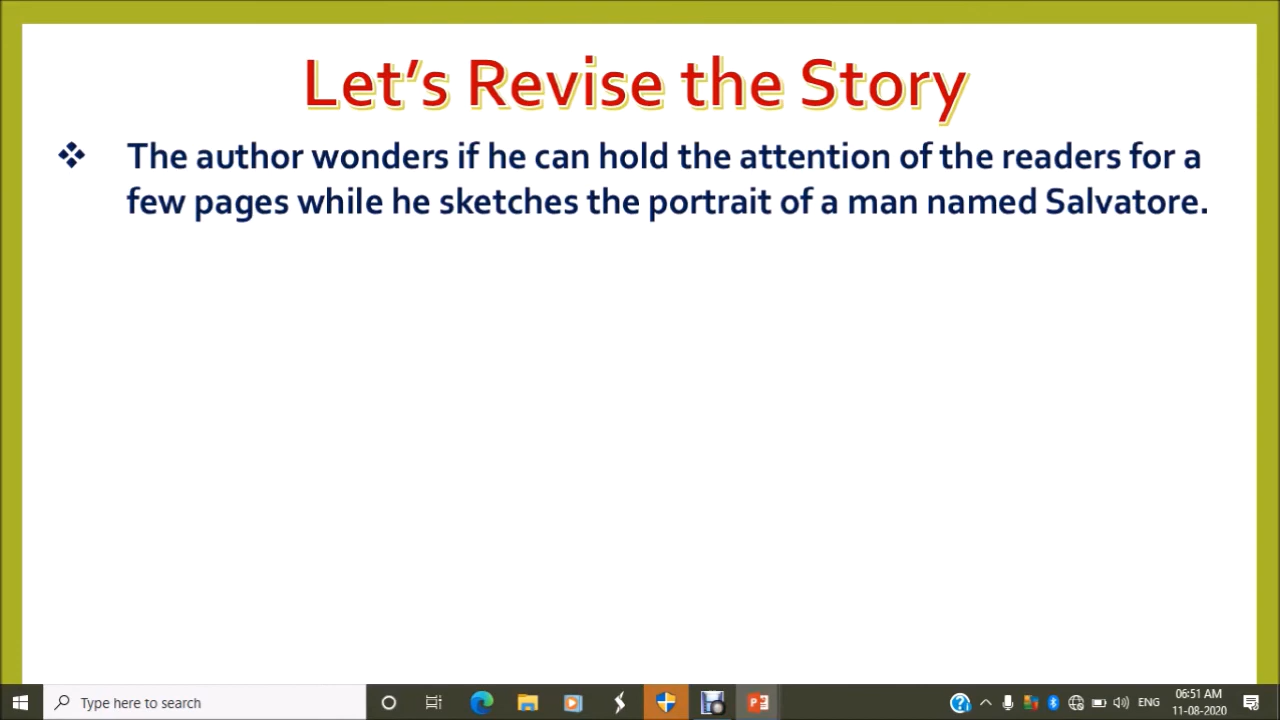 Let's Revise the Story
❖ The author wonders if he can hold the attention of the readers for a
few pages while he sketches the portrait of a man named Salvatore.
Type here to search
ENG
06:51 AM
11-08-2020